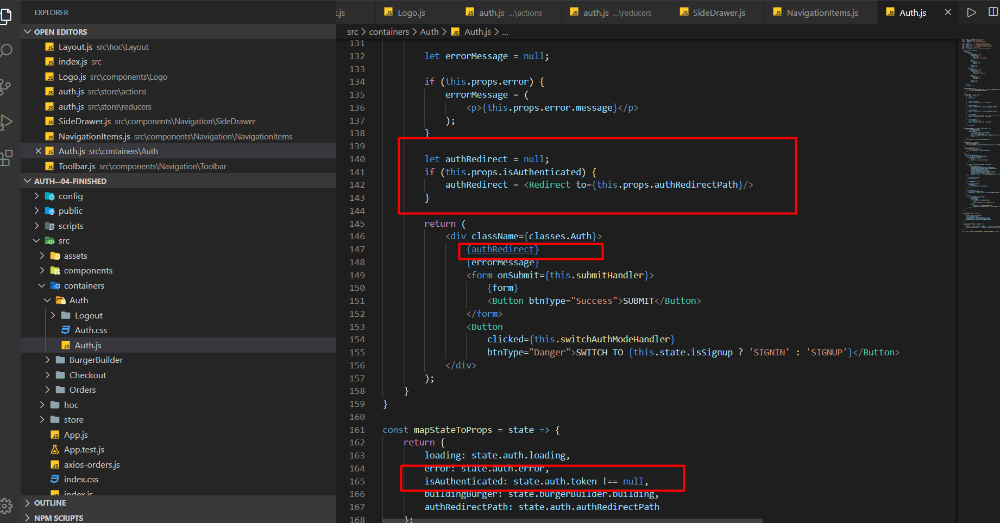 EXPLORER
OPEN EDITORS
Layout.js src\hoc\Layout
index.js src
Logo.js src\components\Logo
auth.js src\store\actions
auth.js src\store\reducers
SideDrawer.js src\components\Navigation\SideDrawer
NavigationItems.js src\components\Navigation\NavigationItems
Auth.js src\containers\Auth
Toolbar.js src\components\Navigation\Toolbar
AUTH--04-FINISHED
config
public
scripts
src
assets
components
containers
Auth
Logout
Auth.css
Auth.js
BurgerBuilder
Checkout
Orders
hoc
store
App.js
App.test.js
axios-orders.js
index.css
index.js
OUTLINE
NPM SCRIPTS
.js Logo.js auth.js ...\actions auth.js ...\reducers SideDrawer.js NavigationItems.js Auth.js
src > containers > Auth > Auth.js > ...
131
132 let errorMessage = null;
133
134 if (this.props.error) {
135 errorMessage = (
136 <p>{this.props.error.message}</p>
137 );
138 }
139
140 let authRedirect = null;
141 if (this.props.isAuthenticated) {
142 authRedirect = <Redirect to={this.props.authRedirectPath}/>
143 }
144
145 return (
146 <div className={classes.Auth}>
147 {authRedirect}
148 {errorMessage}
149 <form onSubmit={this.submitHandler}>
150 {form}
151 <Button btnType="Success">SUBMIT</Button>
152 </form>
153 <Button
154 clicked={this.switchAuthModeHandler}
155 btnType="Danger">SWITCH TO {this.state.isSignup ? 'SIGNIN' : 'SIGNUP'}</Button>
156 </div>
157 );
158 }
159 }
160
161 const mapStateToProps = state => {
162 return {
163 loading: state.auth.loading,
164 error: state.auth.error,
165 isAuthenticated: state.auth.token !== null,
166 buildingBurger: state.burgerBuilder.building,
167 authRedirectPath: state.auth.authRedirectPath
168 };